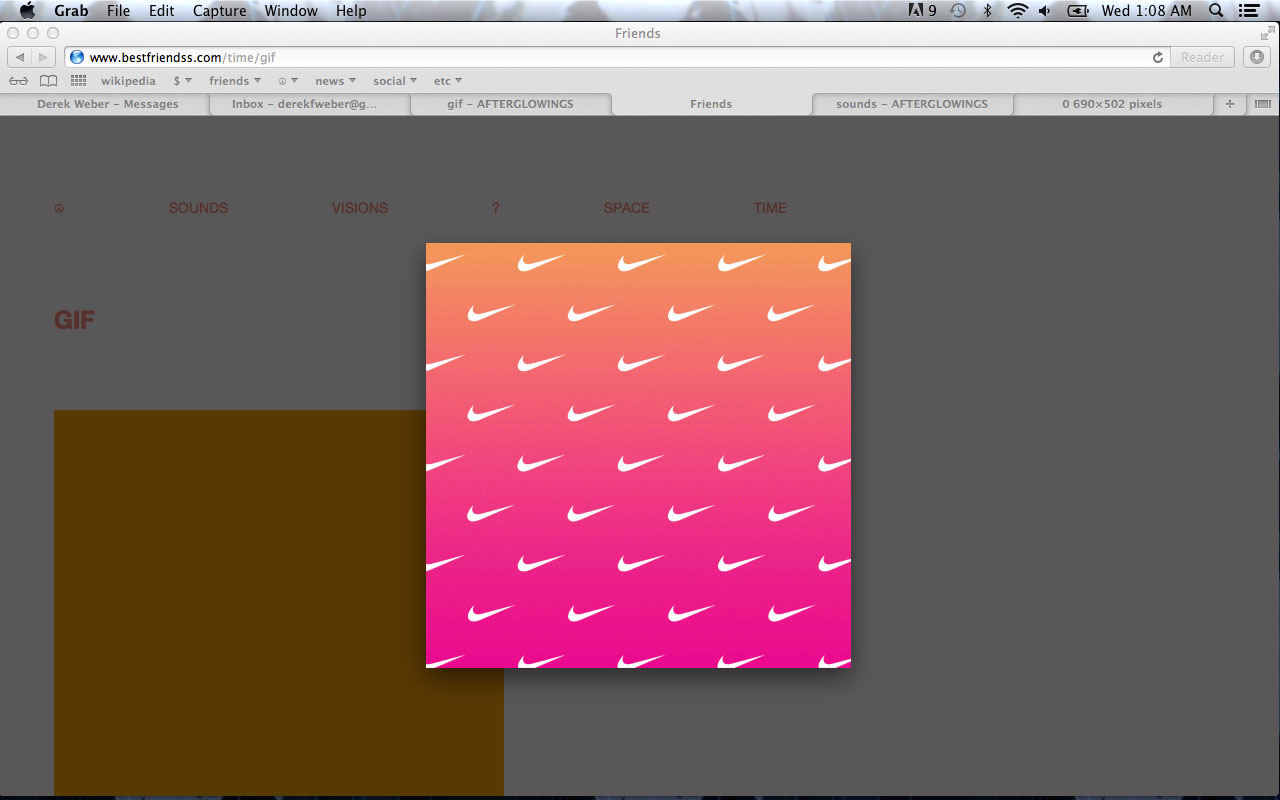 Grab File Edit Capture Window Help 9 Wed 1:08 AM
Friends
www.bestfriendss.com/time/gif Reader
wikipedia $ friends ☮ news social etc
Derek Weber – Messages Inbox – derekfweber@g... gif – AFTERGLOWINGS Friends sounds – AFTERGLOWINGS 0 690×502 pixels +
☮ SOUNDS VISIONS ? SPACE TIME
GIF